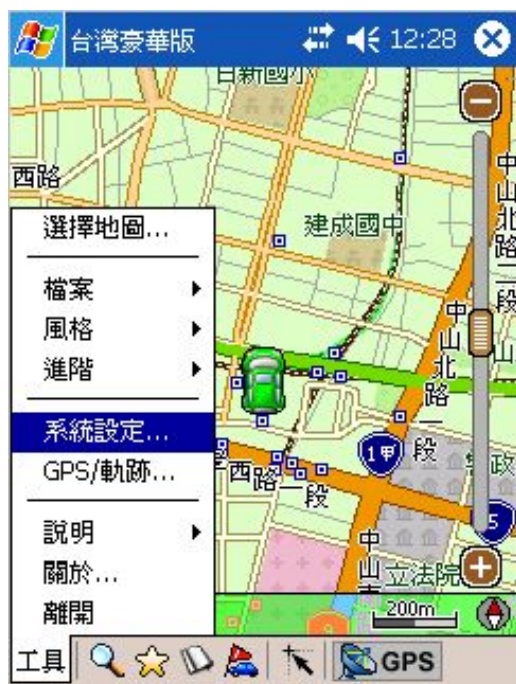 台灣豪華版 12:28
日新國小
西路
中山北路二段
建成國中
選擇地圖...
檔案
風格
進階
系統設定...
GPS/軌跡...
說明
關於...
離開
中山北路一段
1甲
西路一段
5
立法院
200m
工具
GPS